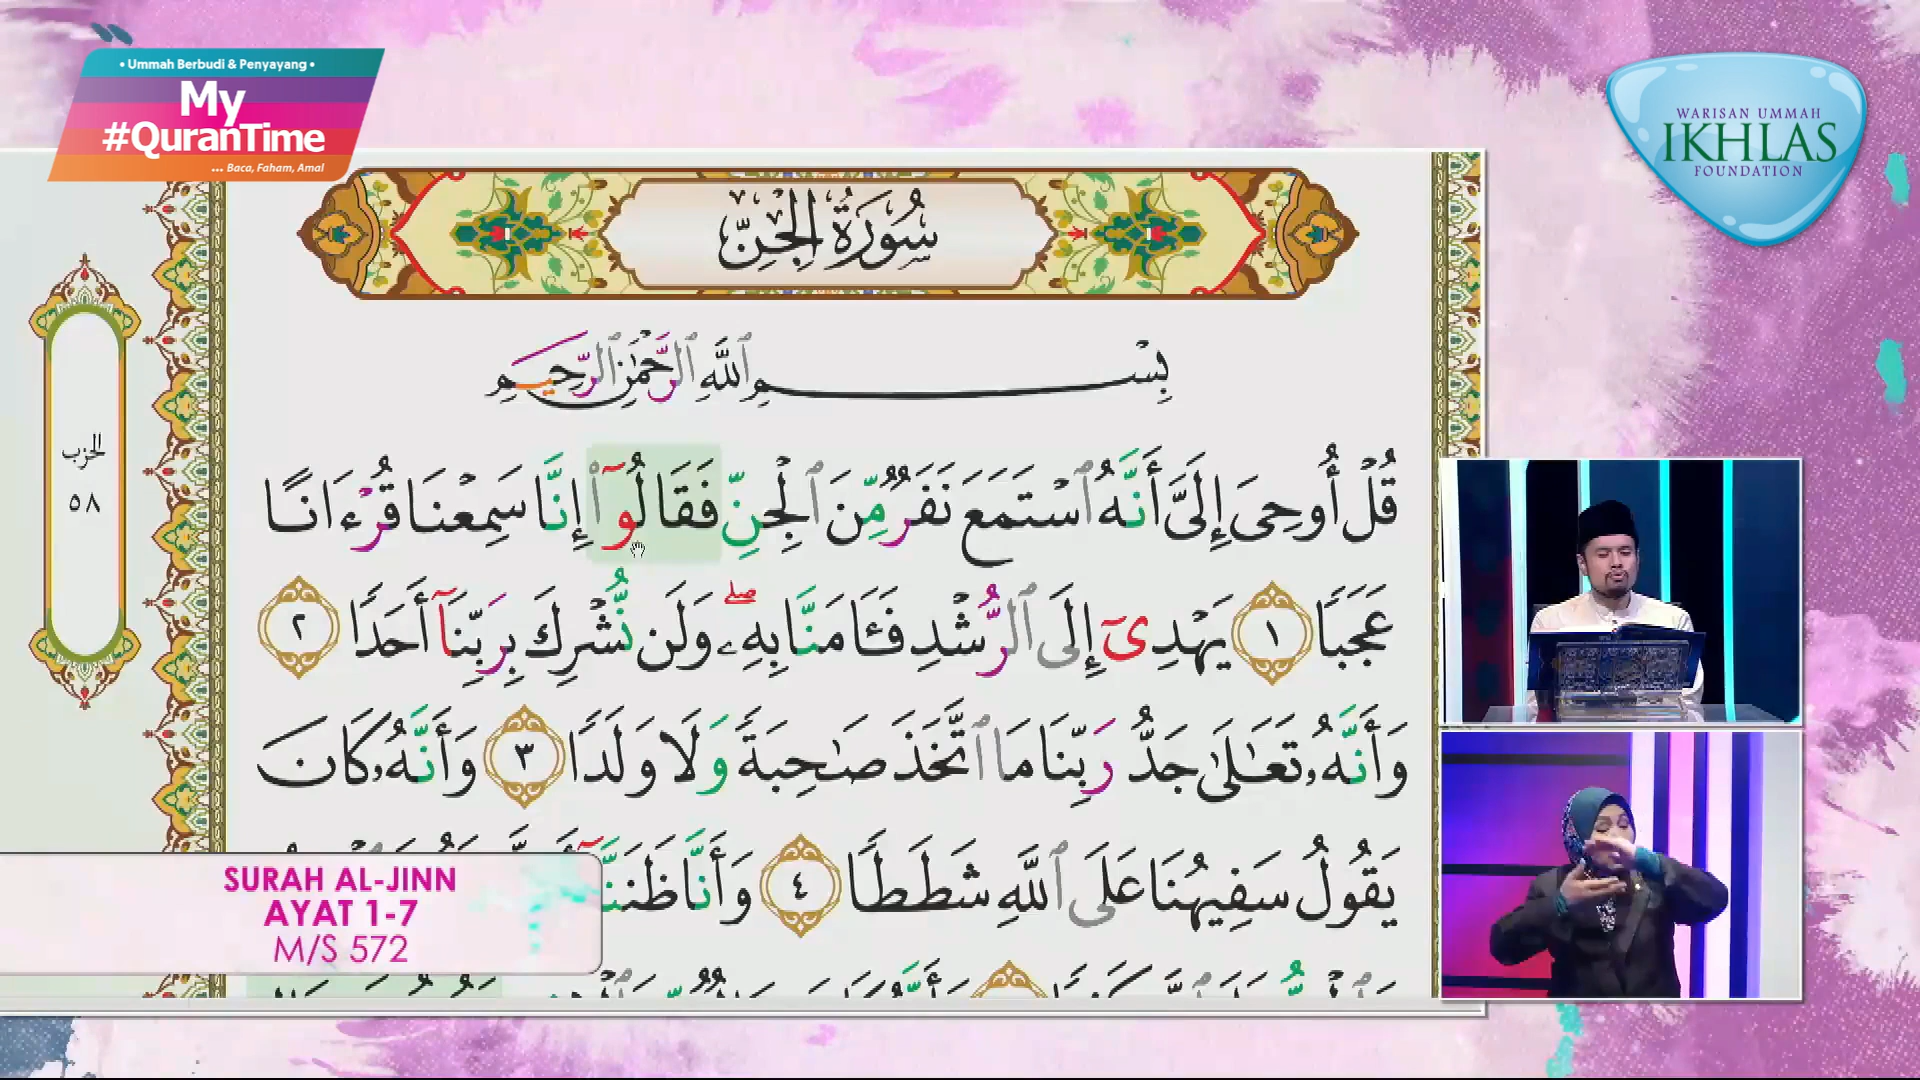 • Ummah Berbudi & Penyayang •
My
#QuranTime
... Baca, Faham, Amal
WARISAN UMMAH
IKHLAS
FOUNDATION
سُورَةُ الْجِنِّ
بِسْمِ ٱللَّهِ ٱلرَّحْمَٰنِ ٱلرَّحِيمِ
الحزب
٥٨
قُلْ أُوحِىَ إِلَىَّ أَنَّهُ ٱسْتَمَعَ نَفَرٌ مِّنَ ٱلْجِنِّ فَقَالُوٓا۟ إِنَّا سَمِعْنَا قُرْءَانًا
عَجَبًا ١ يَهْدِىٓ إِلَى ٱلرُّشْدِ فَـَٔامَنَّا بِهِۦ ۖ وَلَن نُّشْرِكَ بِرَبِّنَآ أَحَدًا ٢
وَأَنَّهُۥ تَعَـٰلَىٰ جَدُّ رَبِّنَا مَا ٱتَّخَذَ صَـٰحِبَةً وَلَا وَلَدًا ٣ وَأَنَّهُۥ كَانَ
يَقُولُ سَفِيهُنَا عَلَى ٱللَّهِ شَطَطًا ٤ وَأَنَّا ظَنَنَّآ
SURAH AL-JINN
AYAT 1-7
M/S 572